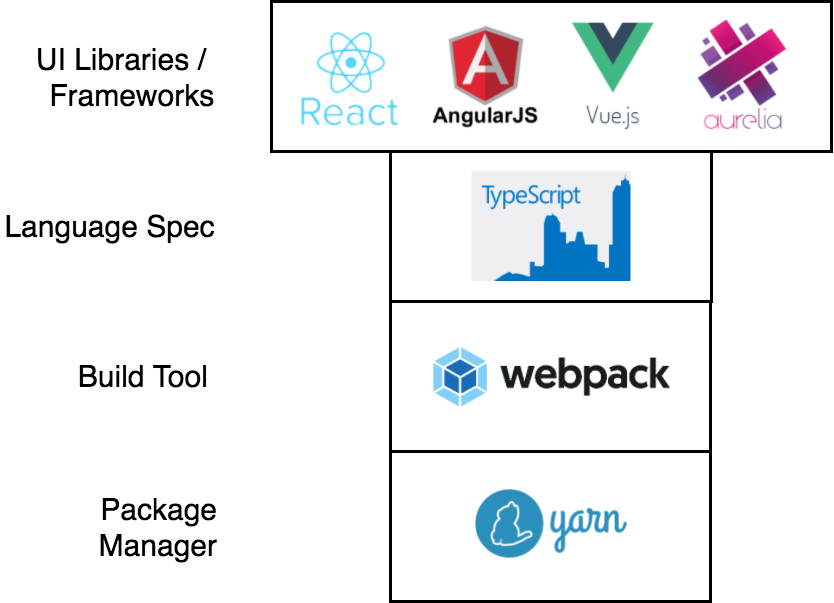 UI Libraries /
Frameworks
React
AngularJS
Vue.js
aurelia
Language Spec
TypeScript
Build Tool
webpack
Package
Manager
yarn